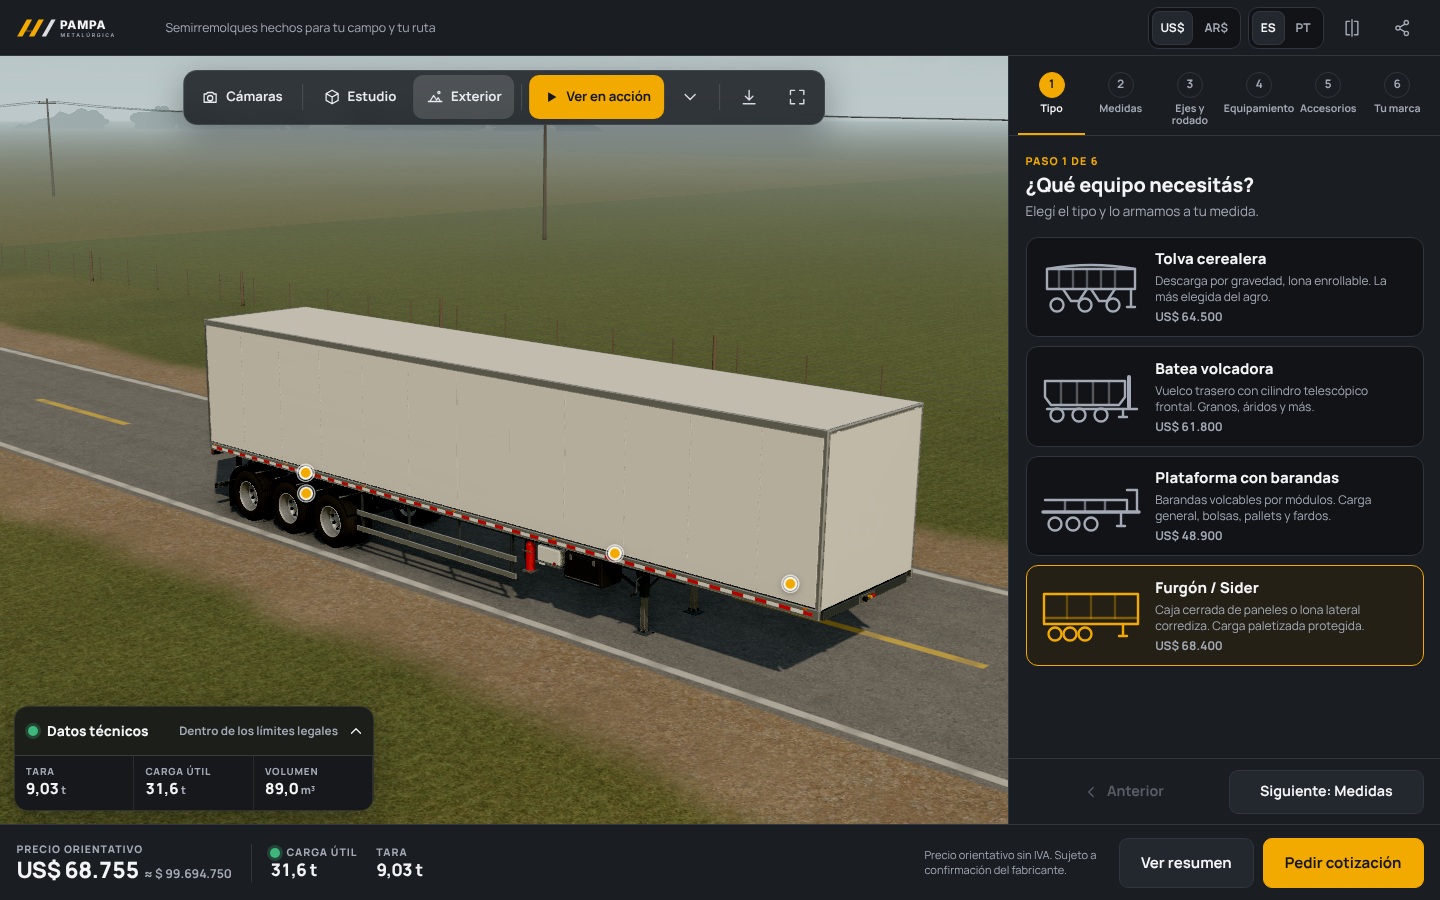 PAMPA
METALÚRGICA
Semirremolques hechos para tu campo y tu ruta
US$ AR$
ES PT
Cámaras
Estudio
Exterior
Ver en acción
1 2 3 4 5 6
Tipo Medidas Ejes y rodado Equipamiento Accesorios Tu marca
PASO 1 DE 6
¿Qué equipo necesitás?
Elegí el tipo y lo armamos a tu medida.
Tolva cerealera
Descarga por gravedad, lona enrollable. La
más elegida del agro.
US$ 64.500
Batea volcadora
Vuelco trasero con cilindro telescópico
frontal. Granos, áridos y más.
US$ 61.800
Plataforma con barandas
Barandas volcables por módulos. Carga
general, bolsas, pallets y fardos.
US$ 48.900
Furgón / Sider
Caja cerrada de paneles o lona lateral
corrediza. Carga paletizada protegida.
US$ 68.400
Anterior
Siguiente: Medidas
Datos técnicos
Dentro de los límites legales
TARA CARGA ÚTIL VOLUMEN
9,03 t 31,6 t 89,0 m³
PRECIO ORIENTATIVO
US$ 68.755 ≈ $ 99.694.750
CARGA ÚTIL TARA
31,6 t 9,03 t
Precio orientativo sin IVA. Sujeto a
confirmación del fabricante.
Ver resumen
Pedir cotización